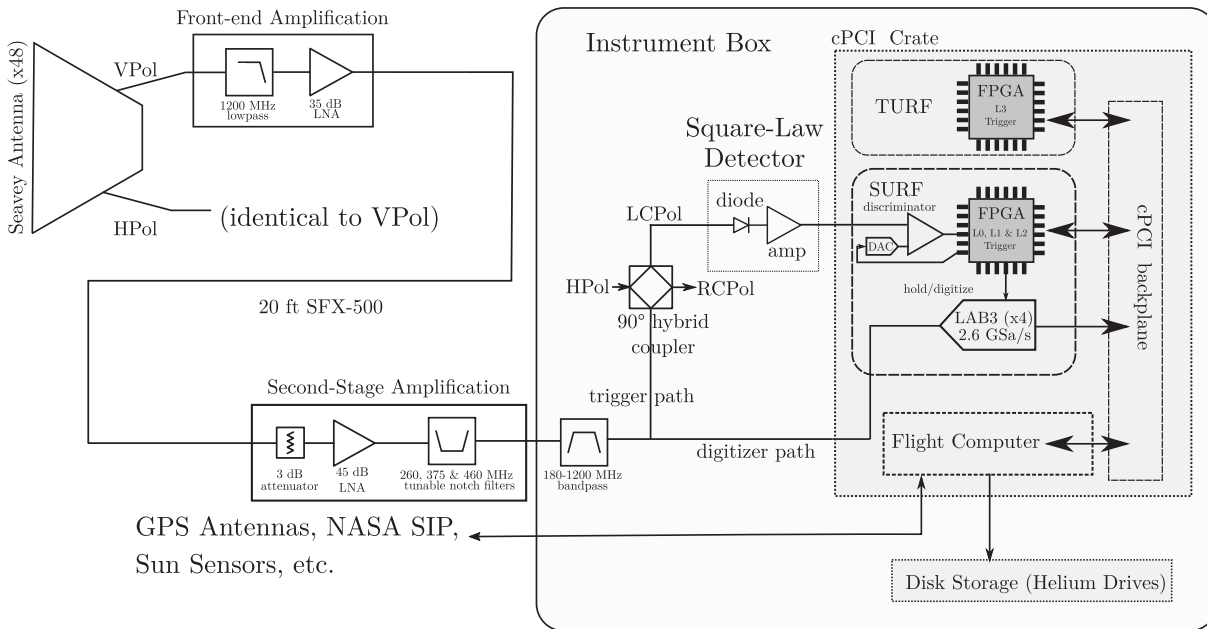 Front-end Amplification
Seavey Antenna (x48)
VPol
1200 MHz
lowpass
35 dB
LNA
HPol
(identical to VPol)
20 ft SFX-500
Second-Stage Amplification
3 dB
attenuator
45 dB
LNA
260, 375 & 460 MHz
tunable notch filters
GPS Antennas, NASA SIP,
Sun Sensors, etc.
Instrument Box
180-1200 MHz
bandpass
trigger path
digitizer path
HPol
RCPol
LCPol
90° hybrid
coupler
Square-Law
Detector
diode
amp
cPCI Crate
TURF
FPGA
L3
Trigger
SURF
discriminator
DAC
FPGA
L0, L1 & L2
Trigger
hold/digitize
LAB3 (x4)
2.6 GSa/s
cPCI backplane
Flight Computer
Disk Storage (Helium Drives)